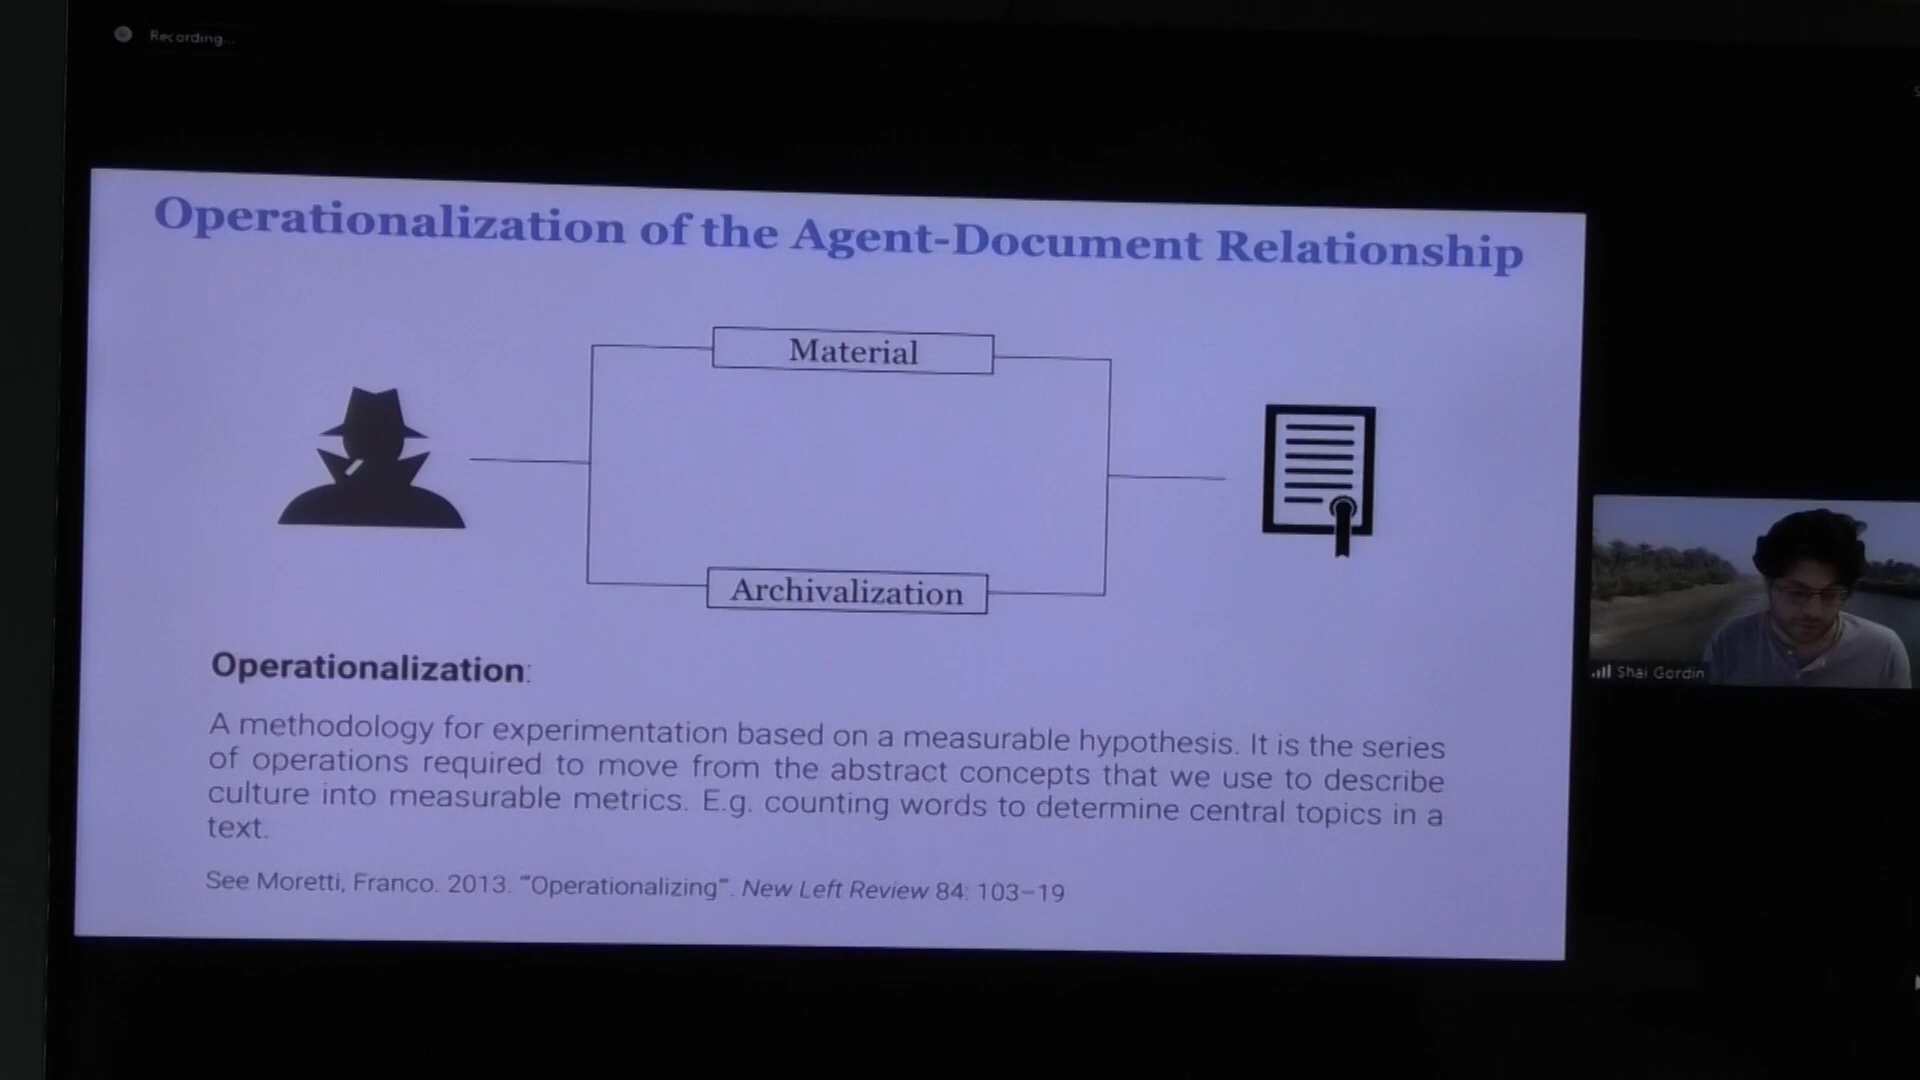 Recording...
Operationalization of the Agent-Document Relationship
Material
Archivalization
Operationalization:
A methodology for experimentation based on a measurable hypothesis. It is the series
of operations required to move from the abstract concepts that we use to describe
culture into measurable metrics. E.g. counting words to determine central topics in a
text.
See Moretti, Franco. 2013. "Operationalizing". New Left Review 84: 103–19
Shai Gordin